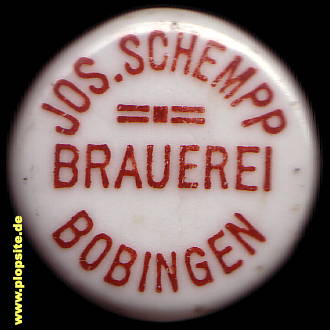 JOS. SCHEMPP
BRAUEREI
BOBINGEN
www.plopsite.de